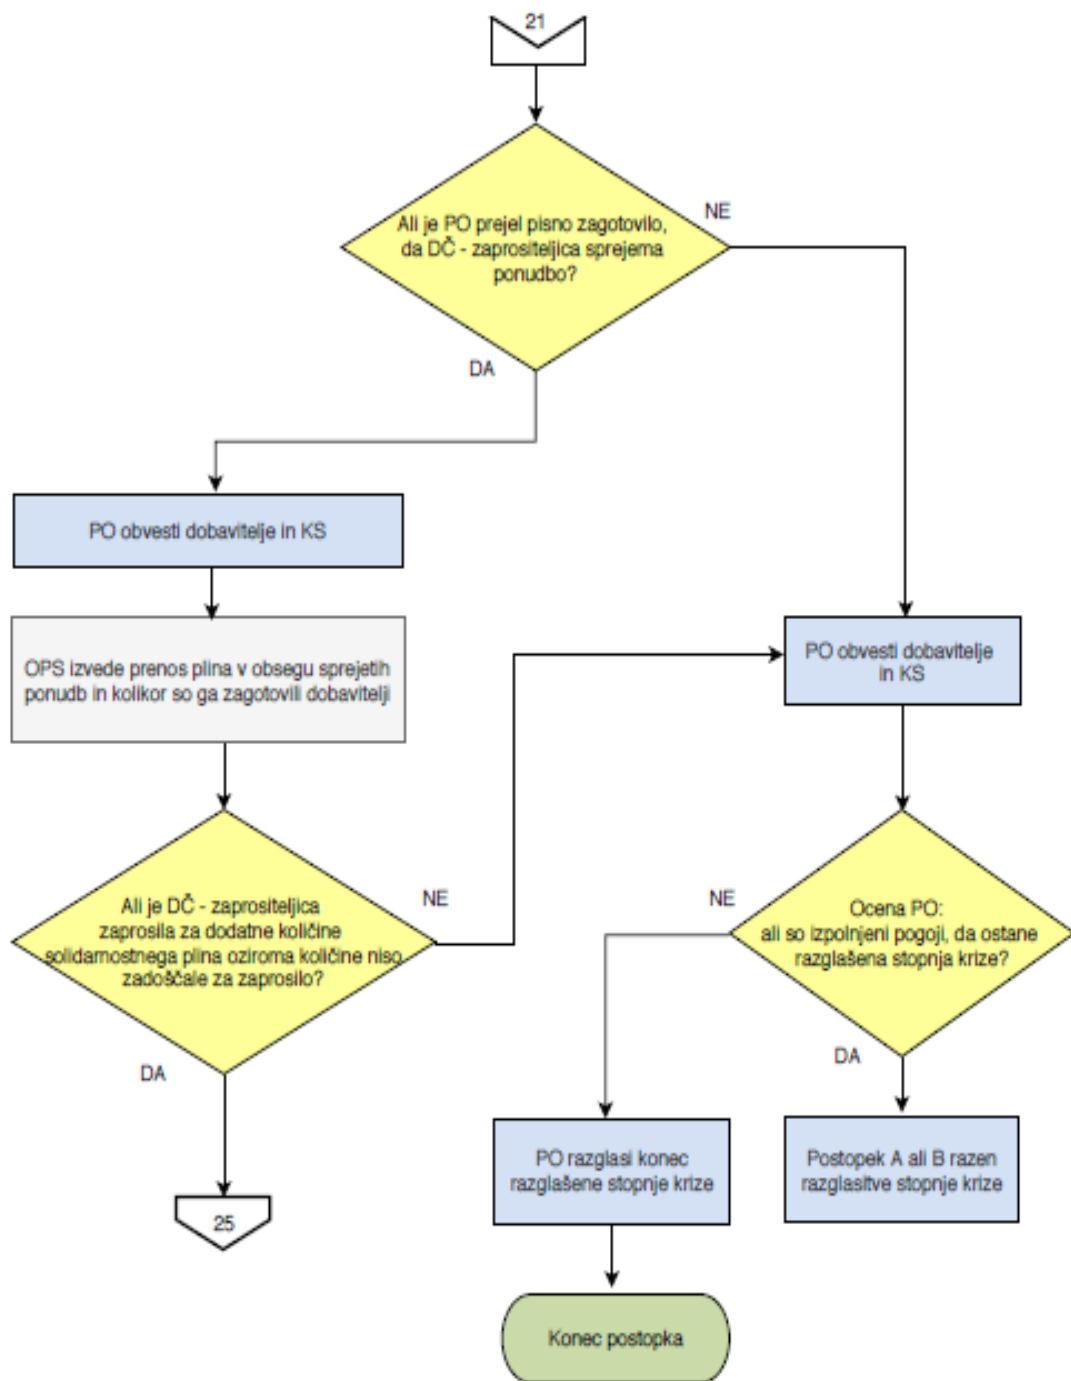 21
Ali je PO prejel pisno zagotovilo,
da DČ - zaprositeljica sprejema
ponudbo?
NE
DA
PO obvesti dobavitelje in KS
OPS izvede prenos plina v obsegu sprejetih
ponudb in kolikor so ga zagotovili dobavitelji
PO obvesti dobavitelje
in KS
Ali je DČ - zaprositeljica
zaprosila za dodatne količine
solidarnostnega plina oziroma količine niso
zadoščale za zaprosilo?
NE
DA
NE
Ocena PO:
ali so izpolnjeni pogoji, da ostane
razglašena stopnja krize?
DA
PO razglasi konec
razglašene stopnje krize
Postopek A ali B razen
razglasitve stopnje krize
25
Konec postopka